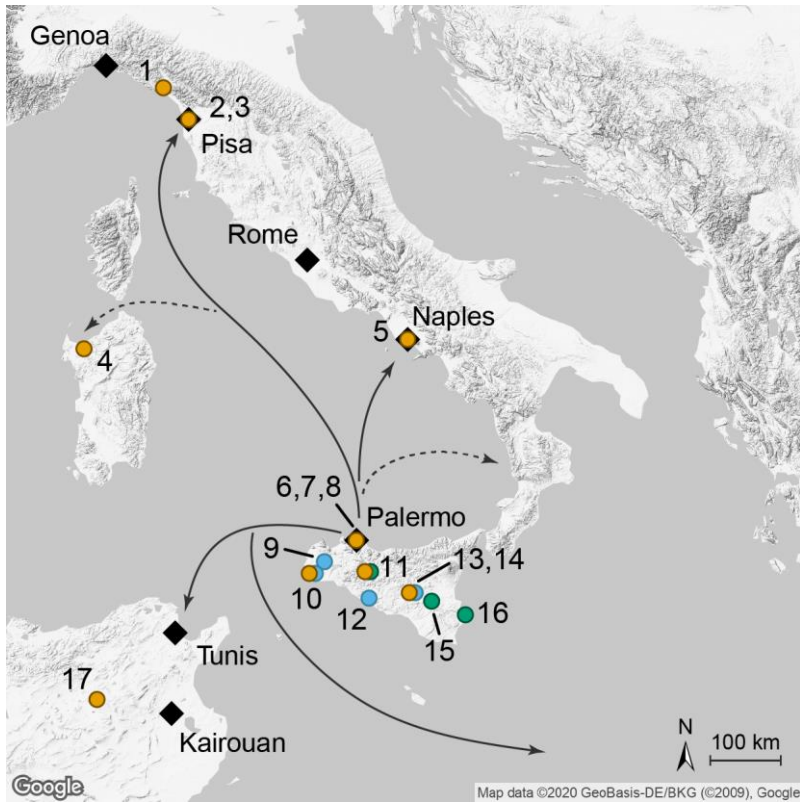 Genoa
1
2,3
Pisa
Rome
Naples
5
4
6,7,8
Palermo
9
13,14
11
10
12
16
15
Tunis
17
Kairouan
N
100 km
Google
Map data ©2020 GeoBasis-DE/BKG (©2009), Google